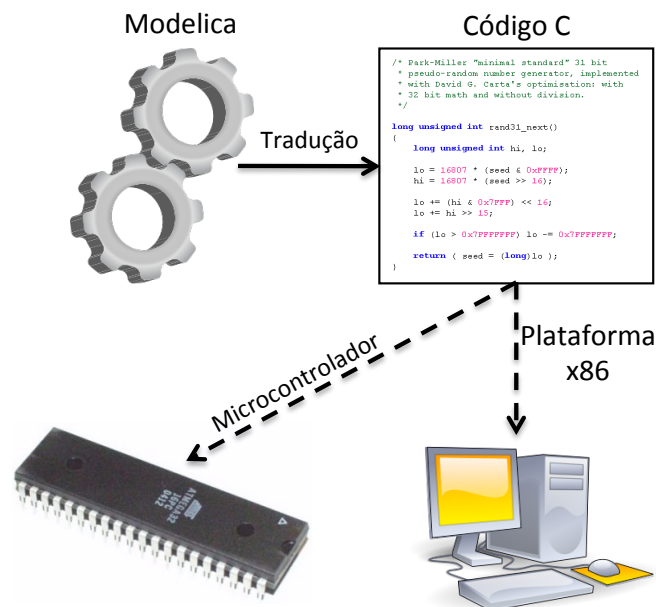 Modelica
Código C
/* Park-Miller "minimal standard" 31 bit
* pseudo-random number generator, implemented
* with David G. Carta's optimisation: with
* 32 bit math and without division.
*/
long unsigned int rand31_next()
{
long unsigned int hi, lo;
lo = 16807 * (seed & 0xFFFF);
hi = 16807 * (seed >> 16);
lo += (hi & 0x7FFF) << 16;
lo += hi >> 15;
if (lo > 0x7FFFFFFF) lo -= 0x7FFFFFFF;
return ( seed = (long)lo );
}
Tradução
Microcontrolador
Plataforma
x86
ATMEGA32
16PC
0412